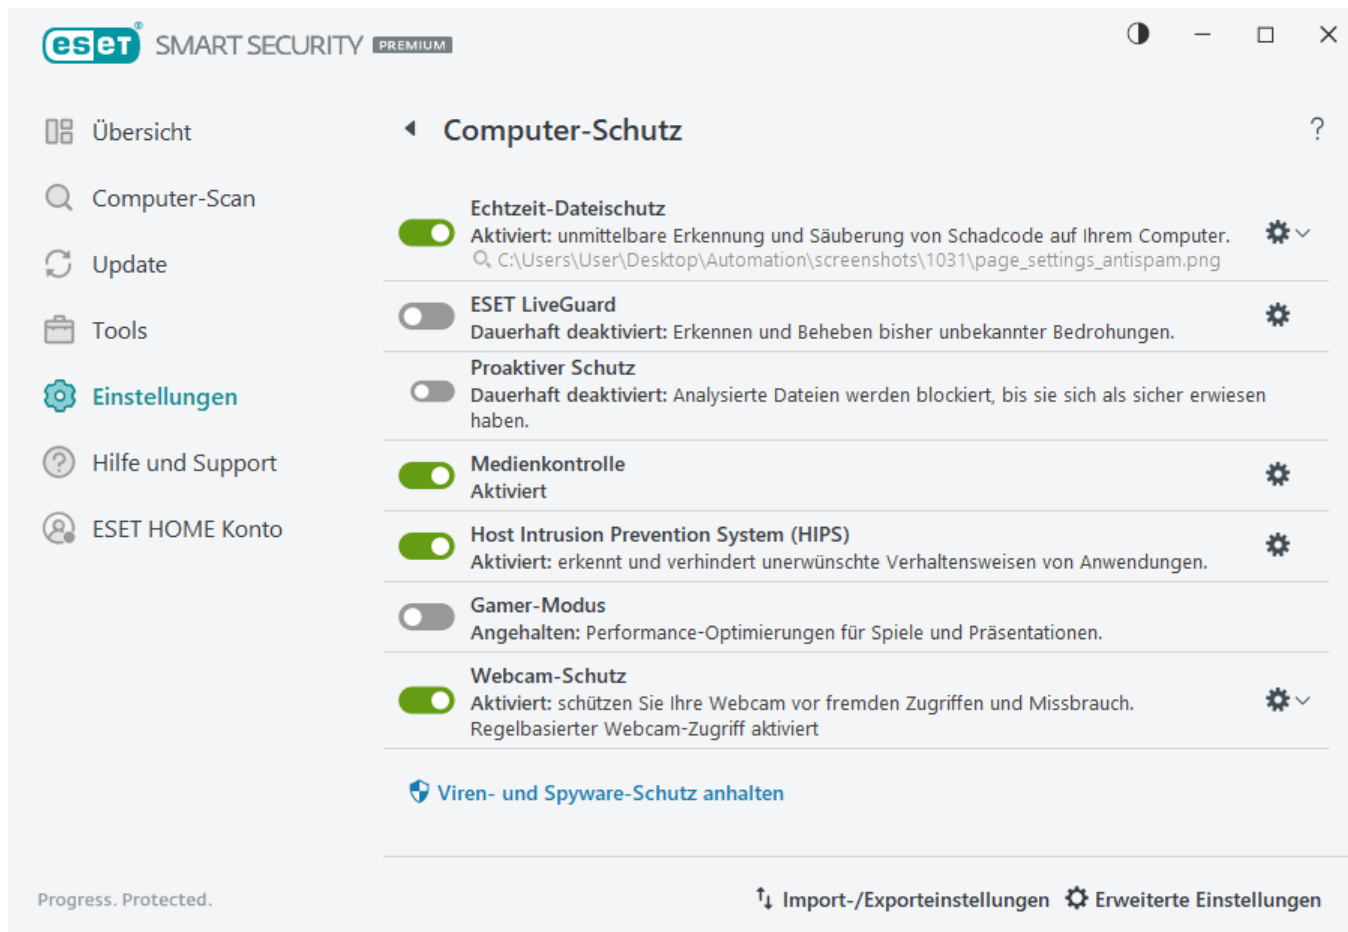 eset® SMART SECURITY PREMIUM
Übersicht
Computer-Scan
Update
Tools
Einstellungen
Hilfe und Support
ESET HOME Konto
Computer-Schutz
?
Echtzeit-Dateischutz
Aktiviert: unmittelbare Erkennung und Säuberung von Schadcode auf Ihrem Computer.
C:\Users\User\Desktop\Automation\screenshots\1031\page_settings_antispam.png
ESET LiveGuard
Dauerhaft deaktiviert: Erkennen und Beheben bisher unbekannter Bedrohungen.
Proaktiver Schutz
Dauerhaft deaktiviert: Analysierte Dateien werden blockiert, bis sie sich als sicher erwiesen
haben.
Medienkontrolle
Aktiviert
Host Intrusion Prevention System (HIPS)
Aktiviert: erkennt und verhindert unerwünschte Verhaltensweisen von Anwendungen.
Gamer-Modus
Angehalten: Performance-Optimierungen für Spiele und Präsentationen.
Webcam-Schutz
Aktiviert: schützen Sie Ihre Webcam vor fremden Zugriffen und Missbrauch.
Regelbasierter Webcam-Zugriff aktiviert
Viren- und Spyware-Schutz anhalten
Progress. Protected.
Import-/Exporteinstellungen
Erweiterte Einstellungen